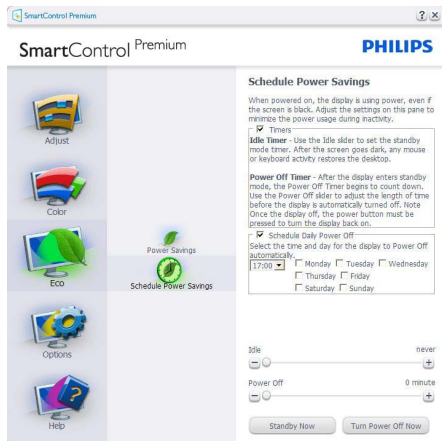 SmartControl Premium
? ×
SmartControl Premium
PHILIPS
Adjust
Color
Eco
Options
Help
Power Savings
Schedule Power Savings
Schedule Power Savings
When powered on, the display is using power, even if
the screen is black. Adjust the settings on this pane to
minimize the power usage during inactivity.
Timers
Idle Timer - Use the Idle slider to set the standby
mode timer. After the screen goes dark, any mouse
or keyboard activity restores the desktop.
Power Off Timer - After the display enters standby
mode, the Power Off Timer begins to count down.
Use the Power Off slider to adjust the length of time
before the display is automatically turned off. Note
Once the display off, the power button must be
pressed to turn the display back on.
Schedule Daily Power Off
Select the time and day for the display to Power Off
automatically.
17:00 Monday Tuesday Wednesday
Thursday Friday
Saturday Sunday
Idle never
Power Off 0 minute
Standby Now Turn Power Off Now